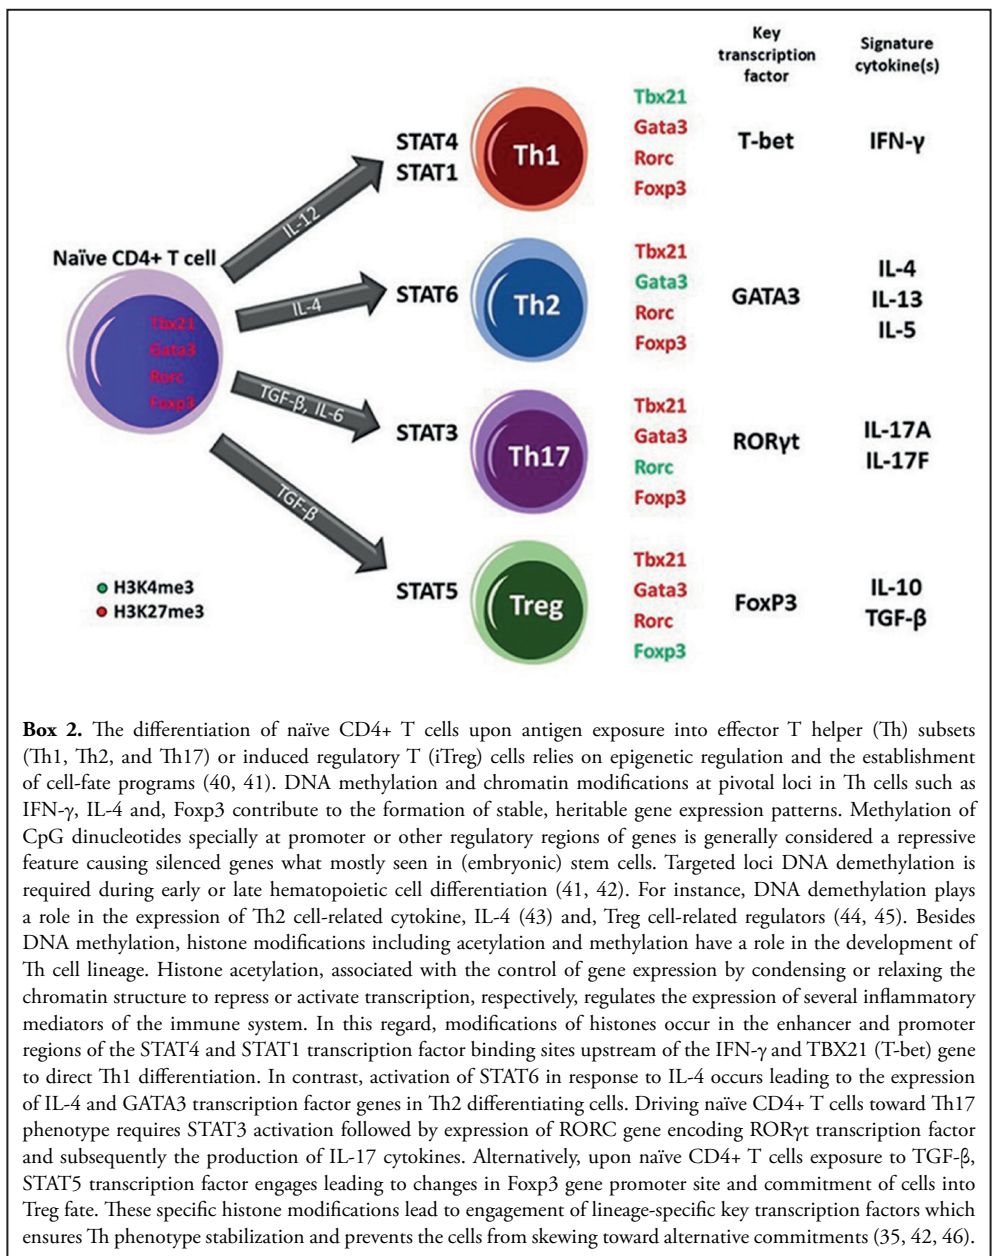 Key
transcription
factor
Signature
cytokine(s)
Naïve CD4+ T cell
Tbx21
Gata3
Rorc
Foxp3
IL-12
STAT4
STAT1
Th1
Tbx21
Gata3
Rorc
Foxp3
T-bet
IFN-γ
IL-4
STAT6
Th2
Tbx21
Gata3
Rorc
Foxp3
GATA3
IL-4
IL-13
IL-5
TGF-β, IL-6
STAT3
Th17
Tbx21
Gata3
Rorc
Foxp3
RORγt
IL-17A
IL-17F
TGF-β
STAT5
Treg
Tbx21
Gata3
Rorc
Foxp3
FoxP3
IL-10
TGF-β
H3K4me3
H3K27me3
Box 2. The differentiation of naïve CD4+ T cells upon antigen exposure into effector T helper (Th) subsets
(Th1, Th2, and Th17) or induced regulatory T (iTreg) cells relies on epigenetic regulation and the establishment
of cell-fate programs (40, 41). DNA methylation and chromatin modifications at pivotal loci in Th cells such as
IFN-γ, IL-4 and, Foxp3 contribute to the formation of stable, heritable gene expression patterns. Methylation of
CpG dinucleotides specially at promoter or other regulatory regions of genes is generally considered a repressive
feature causing silenced genes what mostly seen in (embryonic) stem cells. Targeted loci DNA demethylation is
required during early or late hematopoietic cell differentiation (41, 42). For instance, DNA demethylation plays
a role in the expression of Th2 cell-related cytokine, IL-4 (43) and, Treg cell-related regulators (44, 45). Besides
DNA methylation, histone modifications including acetylation and methylation have a role in the development of
Th cell lineage. Histone acetylation, associated with the control of gene expression by condensing or relaxing the
chromatin structure to repress or activate transcription, respectively, regulates the expression of several inflammatory
mediators of the immune system. In this regard, modifications of histones occur in the enhancer and promoter
regions of the STAT4 and STAT1 transcription factor binding sites upstream of the IFN-γ and TBX21 (T-bet) gene
to direct Th1 differentiation. In contrast, activation of STAT6 in response to IL-4 occurs leading to the expression
of IL-4 and GATA3 transcription factor genes in Th2 differentiating cells. Driving naïve CD4+ T cells toward Th17
phenotype requires STAT3 activation followed by expression of RORC gene encoding RORγt transcription factor
and subsequently the production of IL-17 cytokines. Alternatively, upon naïve CD4+ T cells exposure to TGF-β,
STAT5 transcription factor engages leading to changes in Foxp3 gene promoter site and commitment of cells into
Treg fate. These specific histone modifications lead to engagement of lineage-specific key transcription factors which
ensures Th phenotype stabilization and prevents the cells from skewing toward alternative commitments (35, 42, 46).